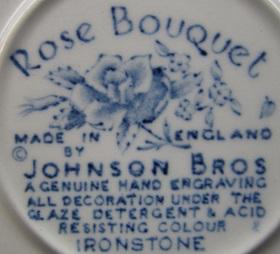 Rose Bouquet
MADE IN ENGLAND
© BY
JOHNSON BROS
A GENUINE HAND ENGRAVING
ALL DECORATION UNDER THE
GLAZE DETERGENT & ACID
RESISTING COLOUR
IRONSTONE